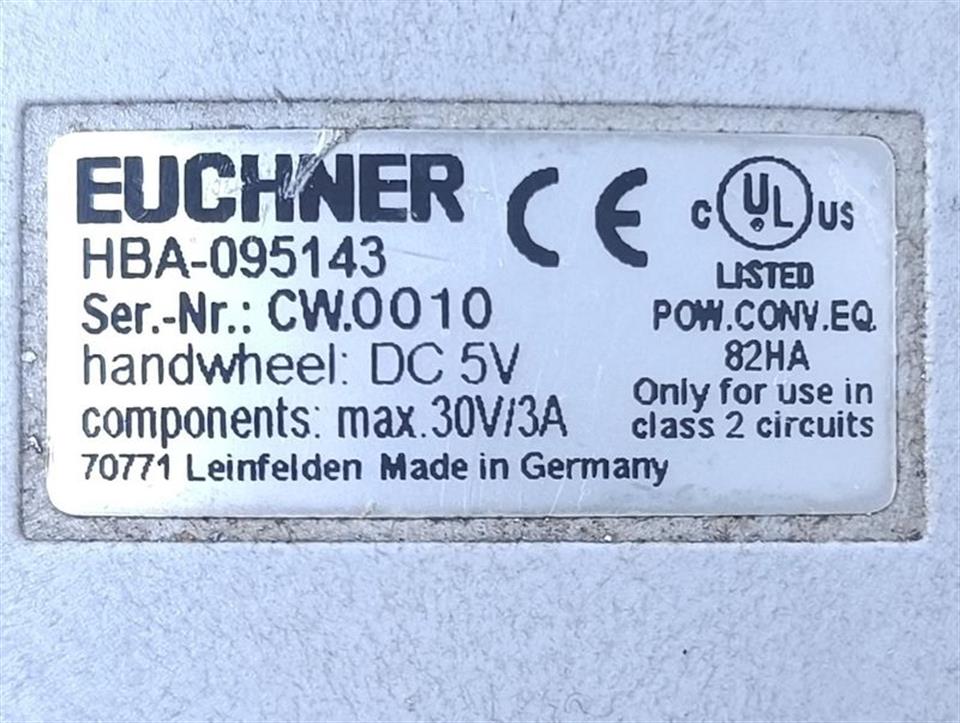 EUCHNER
HBA-095143
Ser.-Nr.: CW.0010
handwheel: DC 5V
components: max.30V/3A
70771 Leinfelden Made in Germany
CE
C UL US
LISTED
POW.CONV.EQ.
82HA
Only for use in
class 2 circuits